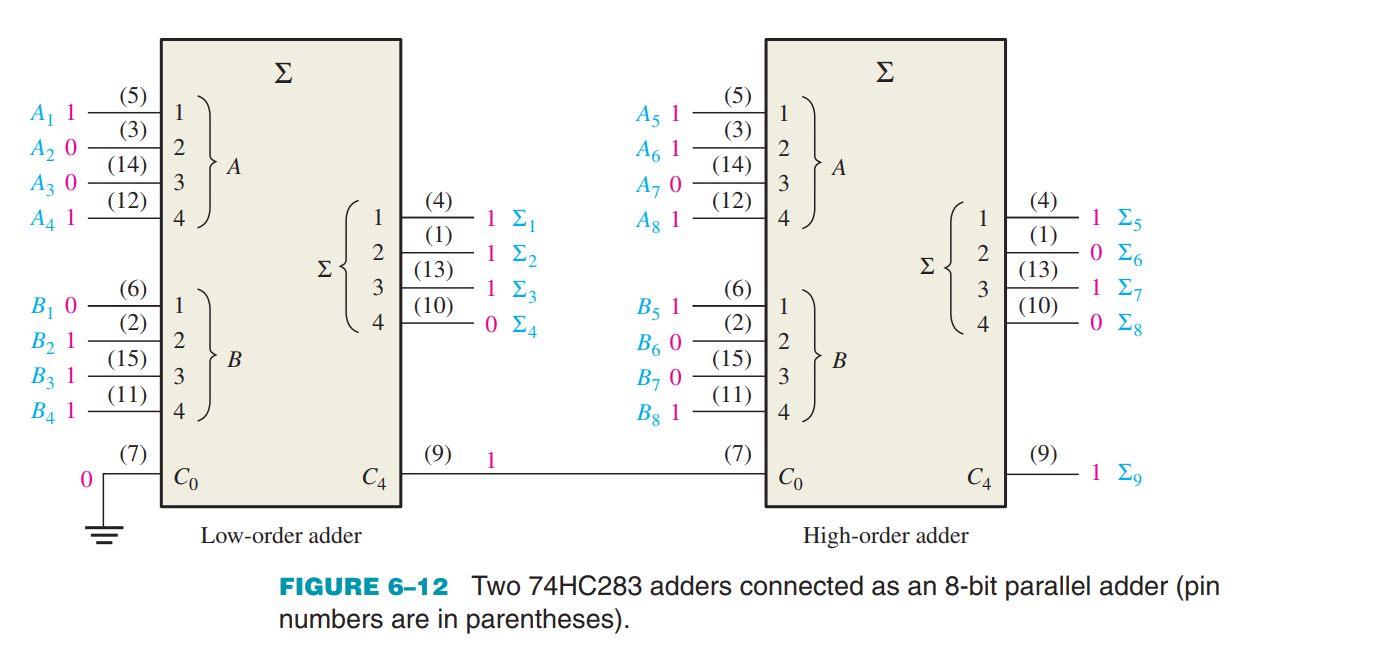 Σ Σ
(5) (5)
A1 1 1 A5 1 1
(3) (3)
A2 0 2 A6 1 2
(14) A (14) A
A3 0 3 A7 0 3
(12) (4) (12) (4)
A4 1 4 1 1 Σ1 A8 1 4 1 1 Σ5
(1) (1)
2 1 Σ2 2 0 Σ6
Σ (13) Σ (13)
(6) 3 1 Σ3 (6) 3 1 Σ7
B1 0 1 (10) B5 1 1 (10)
(2) 4 0 Σ4 (2) 4 0 Σ8
B2 1 2 B6 0 2
(15) B (15) B
B3 1 3 B7 0 3
(11) (11)
B4 1 4 B8 1 4
(7) (9) 1 (7) (9)
0 C0 C4 C0 C4 1 Σ9
Low-order adder High-order adder
FIGURE 6–12 Two 74HC283 adders connected as an 8-bit parallel adder (pin
numbers are in parentheses).